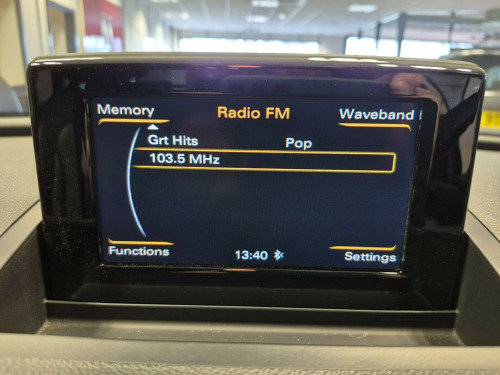 Memory Radio FM Waveband
Grt Hits Pop
103.5 MHz
Functions 13:40 Settings